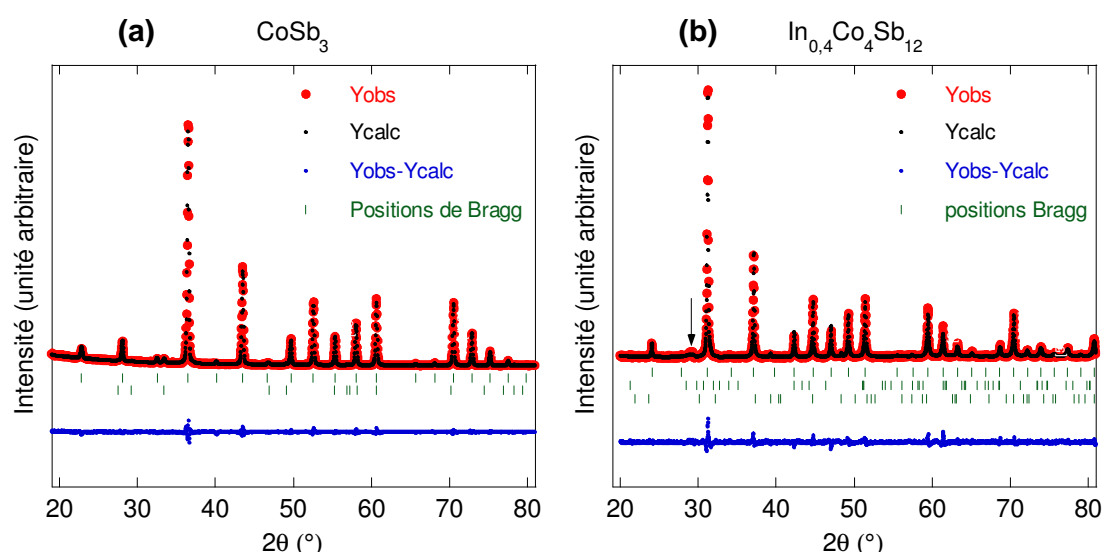 (a) CoSb3
Yobs
Ycalc
Yobs-Ycalc
Positions de Bragg
Intensité (unité arbitraire)
20 30 40 50 60 70 80
2θ (°)
(b) In0,4Co4Sb12
Yobs
Ycalc
Yobs-Ycalc
positions Bragg
Intensité (unité arbitraire)
20 30 40 50 60 70 80
2θ (°)